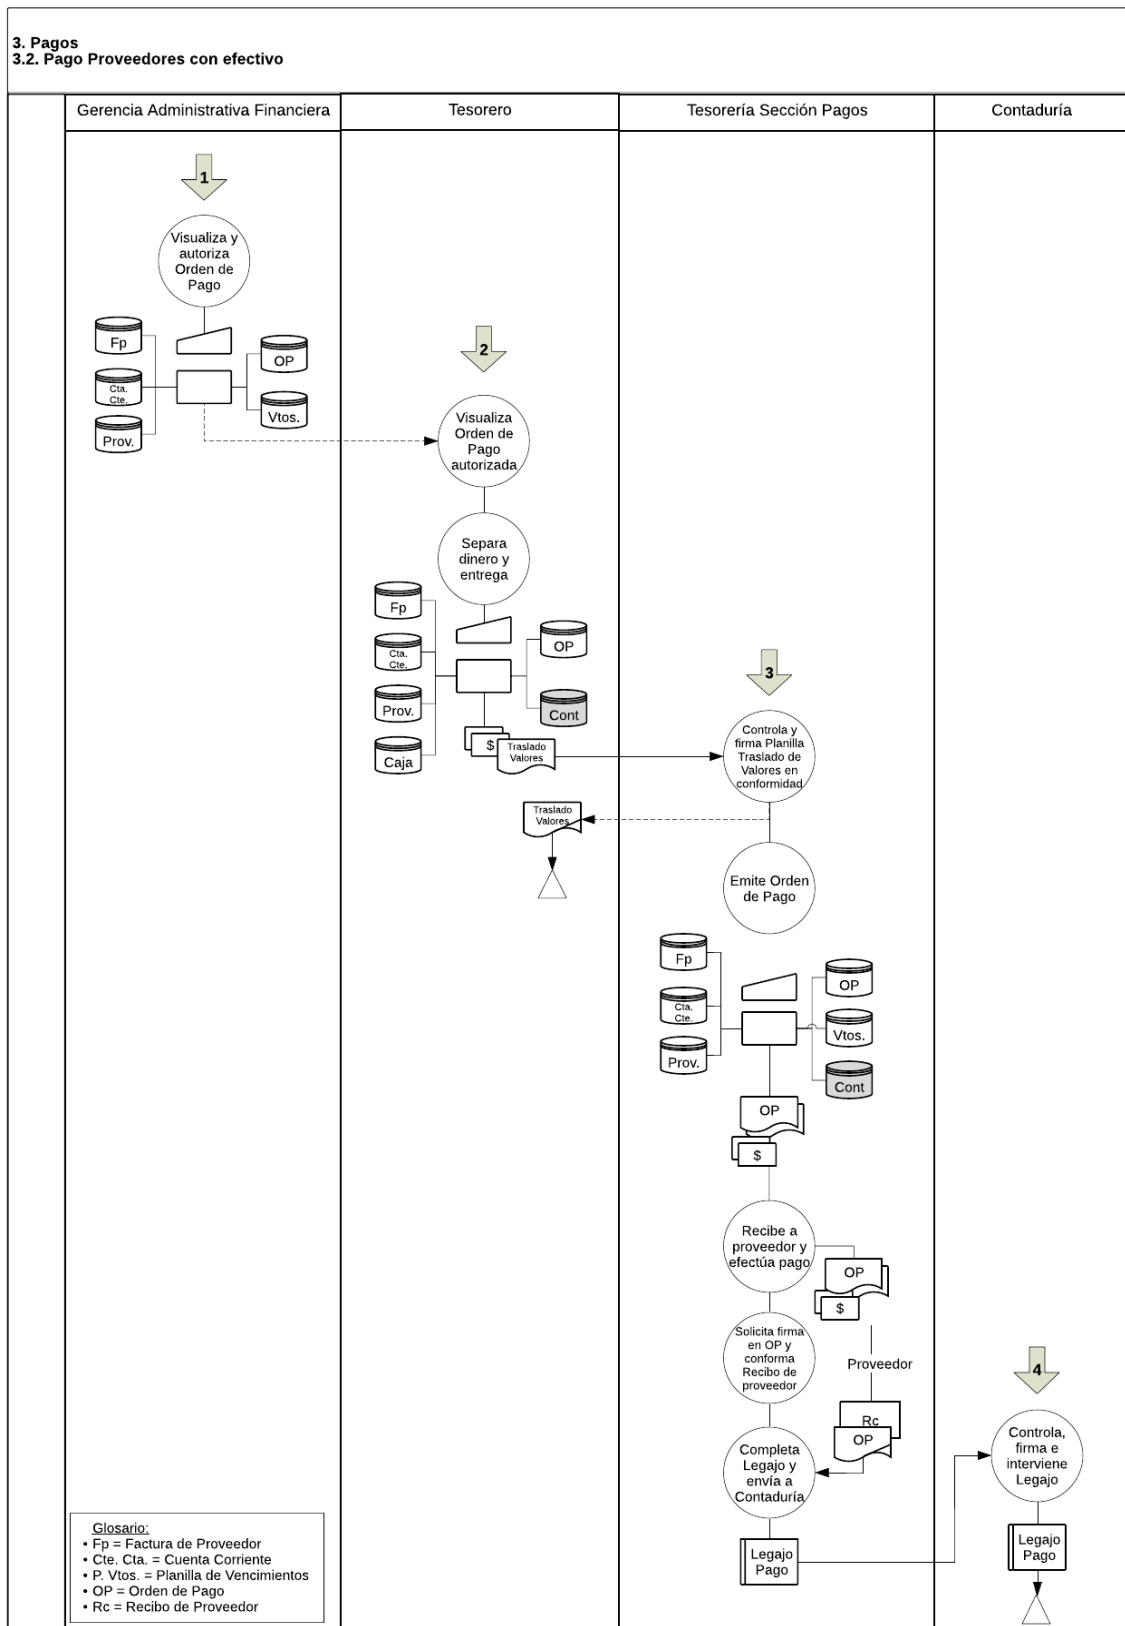 3. Pagos
3.2. Pago Proveedores con efectivo
Gerencia Administrativa Financiera
Tesorero
Tesorería Sección Pagos
Contaduría
1
Visualiza y
autoriza
Orden de
Pago
Fp
Cta.
Cte.
Prov.
OP
Vtos.
2
Visualiza
Orden de
Pago
autorizada
Separa
dinero y
entrega
Fp
Cta.
Cte.
Prov.
Caja
OP
Cont
$
Traslado
Valores
Traslado
Valores
3
Controla y
firma Planilla
Traslado de
Valores en
conformidad
Emite Orden
de Pago
Fp
Cta.
Cte.
Prov.
OP
Vtos.
Cont
OP
$
Recibe a
proveedor y
efectúa pago
OP
$
Solicita firma
en OP y
conforma
Recibo de
proveedor
Proveedor
Rc
OP
Completa
Legajo y
envía a
Contaduría
Legajo
Pago
4
Controla,
firma e
interviene
Legajo
Legajo
Pago
Glosario:
• Fp = Factura de Proveedor
• Cte. Cta. = Cuenta Corriente
• P. Vtos. = Planilla de Vencimientos
• OP = Orden de Pago
• Rc = Recibo de Proveedor